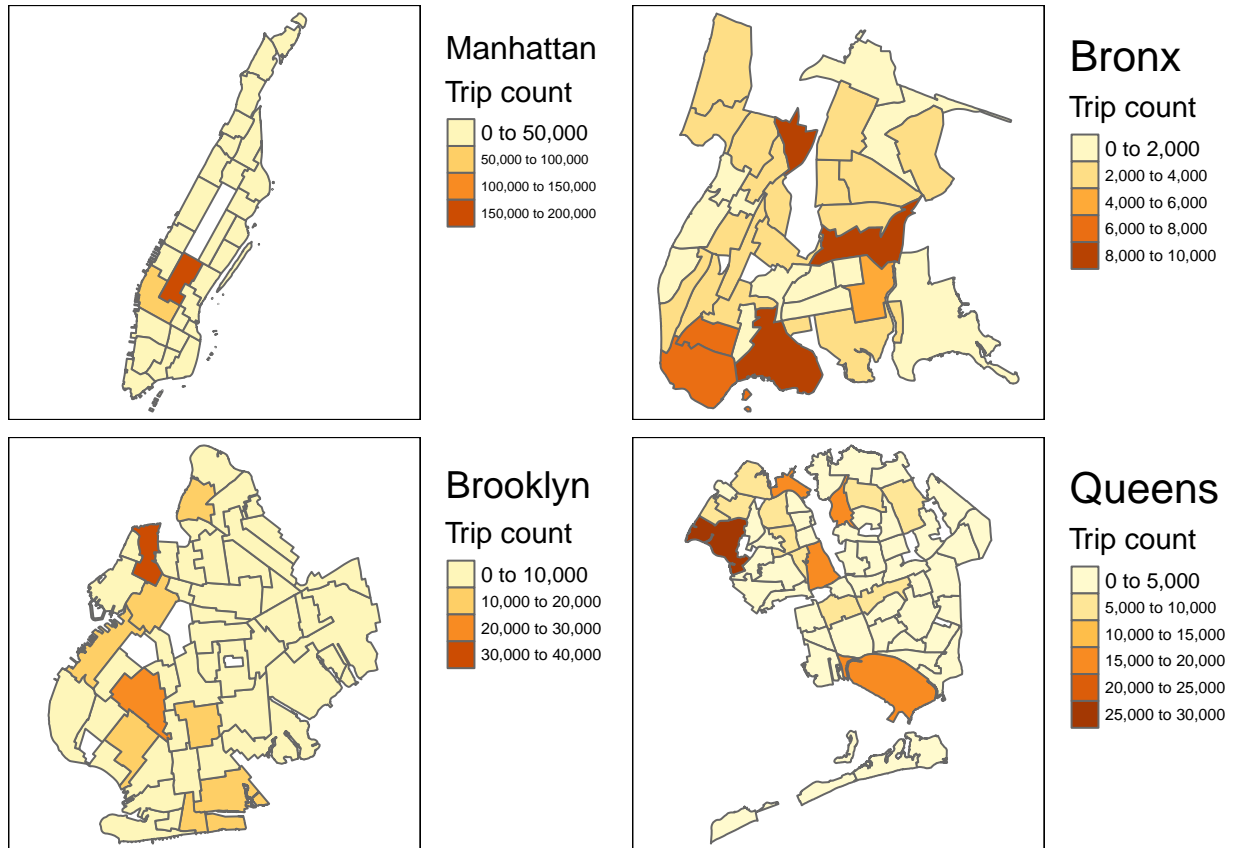 Manhattan
Trip count
0 to 50,000
50,000 to 100,000
100,000 to 150,000
150,000 to 200,000
Bronx
Trip count
0 to 2,000
2,000 to 4,000
4,000 to 6,000
6,000 to 8,000
8,000 to 10,000
Brooklyn
Trip count
0 to 10,000
10,000 to 20,000
20,000 to 30,000
30,000 to 40,000
Queens
Trip count
0 to 5,000
5,000 to 10,000
10,000 to 15,000
15,000 to 20,000
20,000 to 25,000
25,000 to 30,000